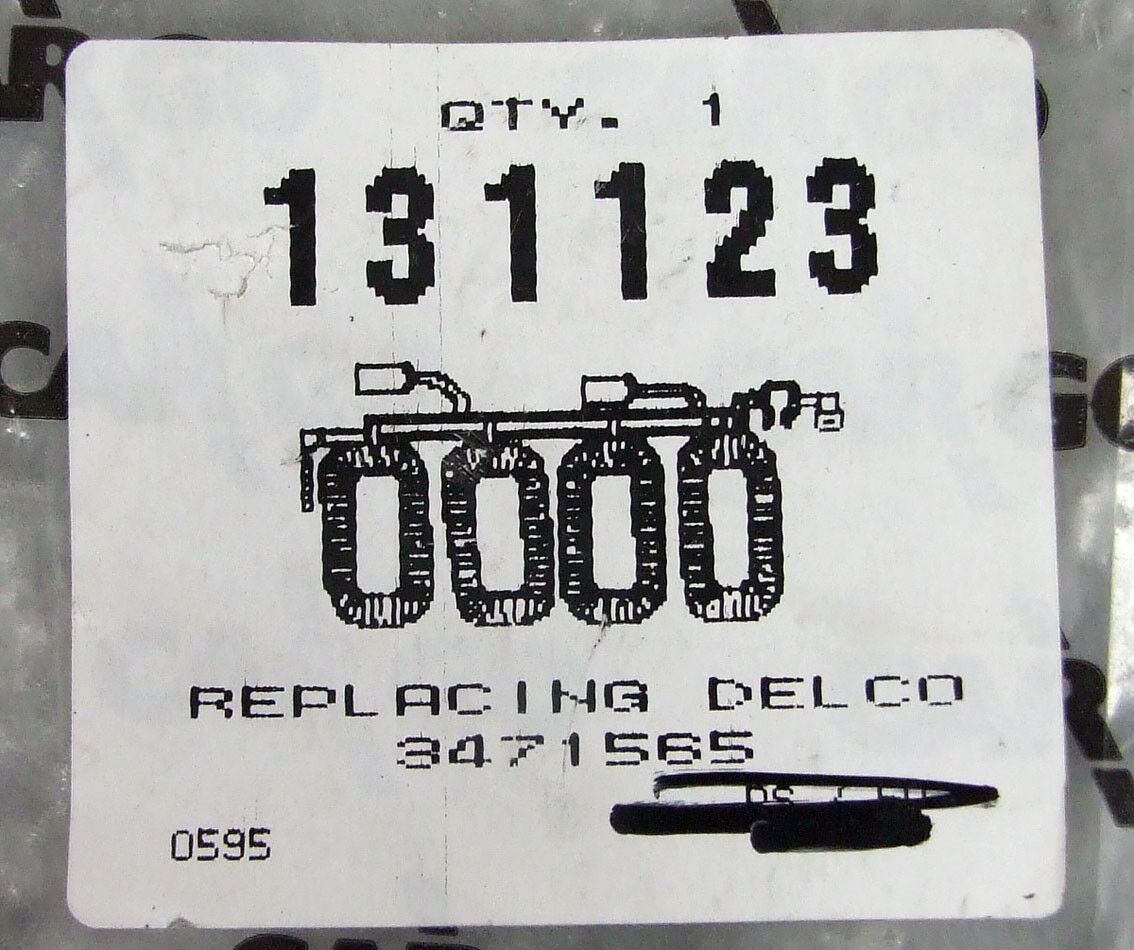 QTY. 1
131123
REPLACING DELCO
3471565
0595